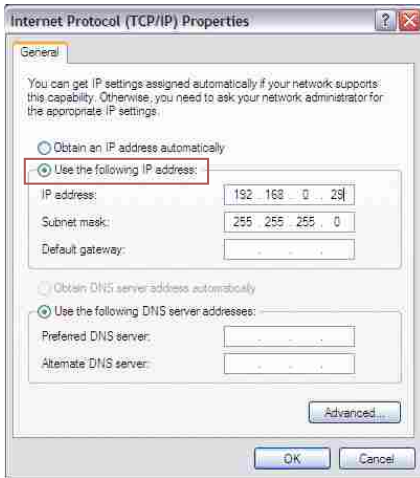 Internet Protocol (TCP/IP) Properties
General
You can get IP settings assigned automatically if your network supports
this capability. Otherwise, you need to ask your network administrator for
the appropriate IP settings.
Obtain an IP address automatically
Use the following IP address:
IP address: 192 . 168 . 0 . 29
Subnet mask: 255 . 255 . 255 . 0
Default gateway: . . .
Obtain DNS server address automatically
Use the following DNS server addresses:
Preferred DNS server: . . .
Alternate DNS server: . . .
Advanced...
OK Cancel